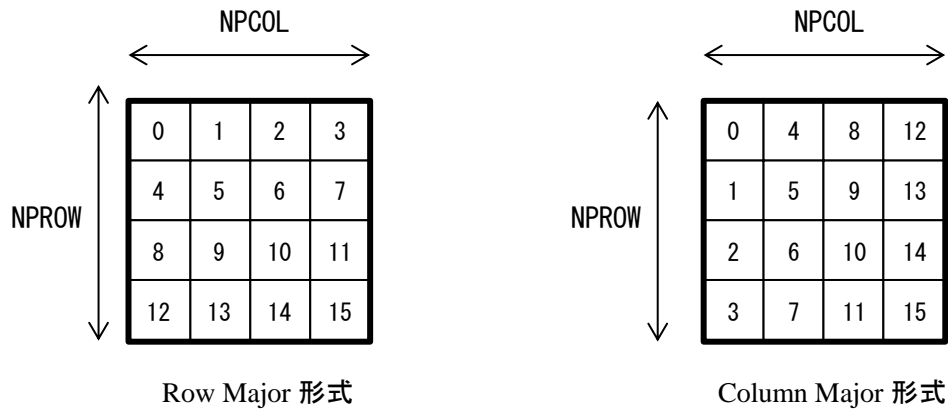 NPCOL
NPROW
0 1 2 3
4 5 6 7
8 9 10 11
12 13 14 15
Row Major 形式
NPCOL
NPROW
0 4 8 12
1 5 9 13
2 6 10 14
3 7 11 15
Column Major 形式